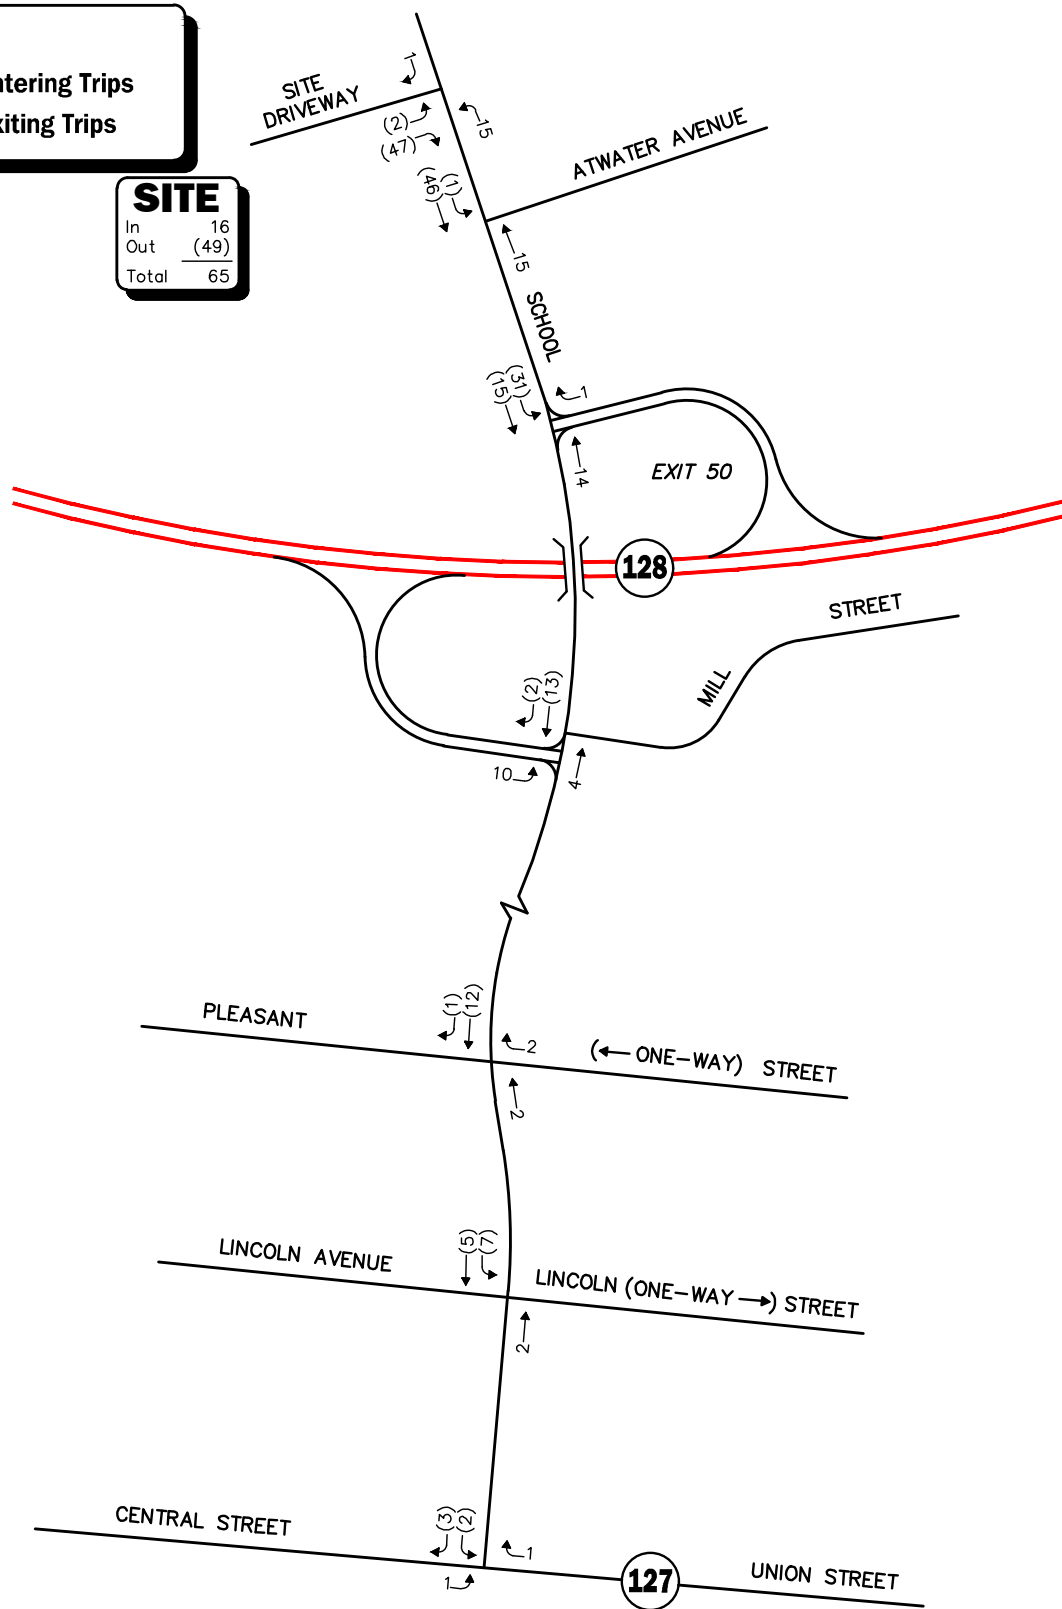 ntering Trips
xiting Trips
SITE
In 16
Out (49)
Total 65
SITE
DRIVEWAY
1
(2)
(47)
15
ATWATER AVENUE
(46)
(1)
15
SCHOOL
(15)
(31)
1
14
EXIT 50
128
STREET
MILL
(2)
(13)
10
4
PLEASANT
(1)
(12)
2
( ← ONE-WAY) STREET
2
LINCOLN AVENUE
(5)
(7)
LINCOLN (ONE-WAY → ) STREET
2
CENTRAL STREET
(3)
(2)
1
1
127
UNION STREET